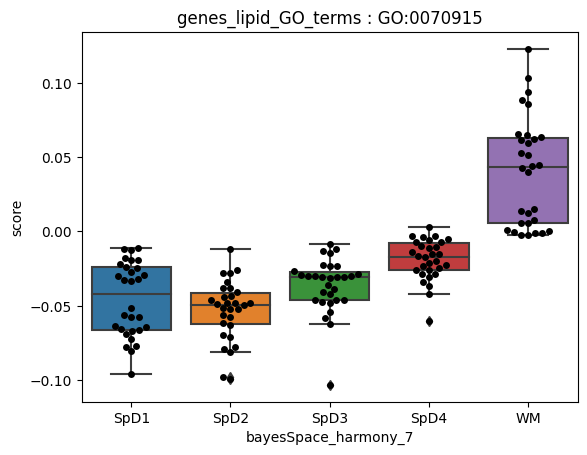 genes_lipid_GO_terms : GO:0070915
score
0.10
0.05
0.00
−0.05
−0.10
SpD1 SpD2 SpD3 SpD4 WM
bayesSpace_harmony_7